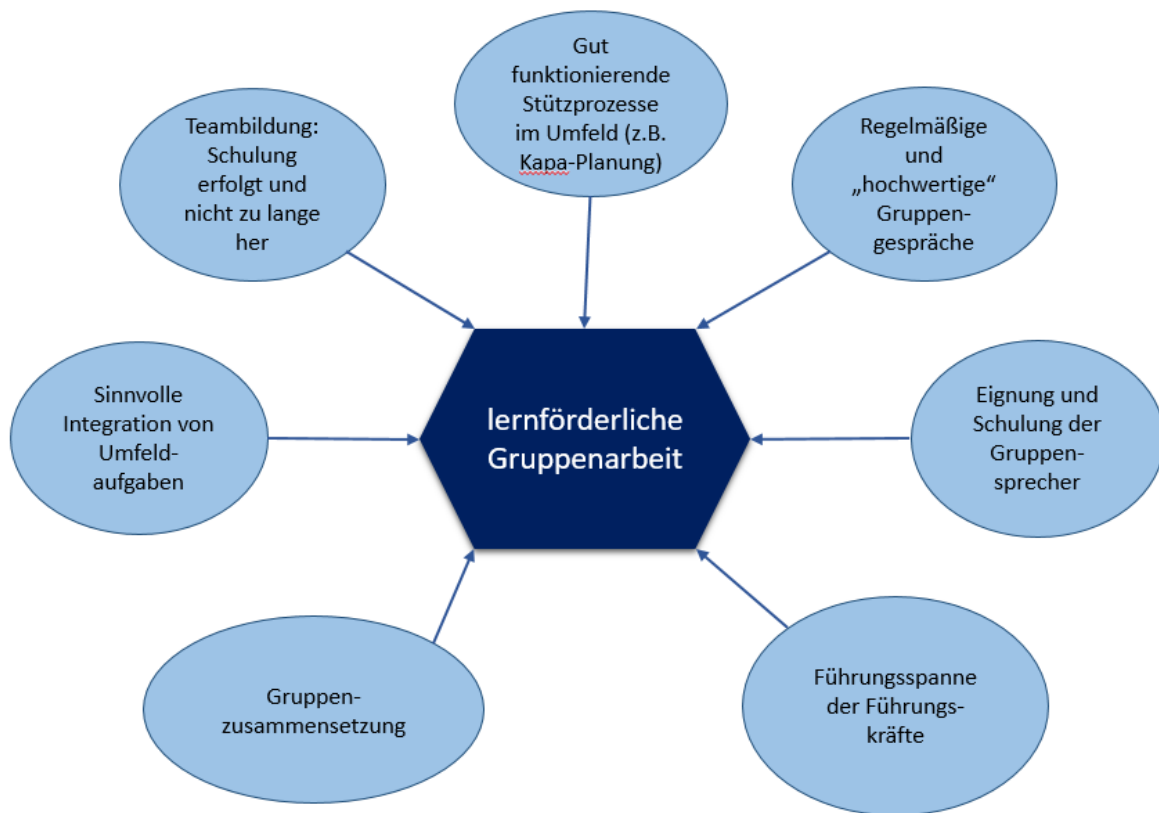 Gut
funktionierende
Stützprozesse
im Umfeld (z.B.
Kapa-Planung)
Teambildung:
Schulung
erfolgt und
nicht zu lange
her
Regelmäßige
und
„hochwertige“
Gruppen-
gespräche
Sinnvolle
Integration von
Umfeld-
aufgaben
lernförderliche
Gruppenarbeit
Eignung und
Schulung der
Gruppen-
sprecher
Gruppen-
zusammensetzung
Führungsspanne
der Führungs-
kräfte